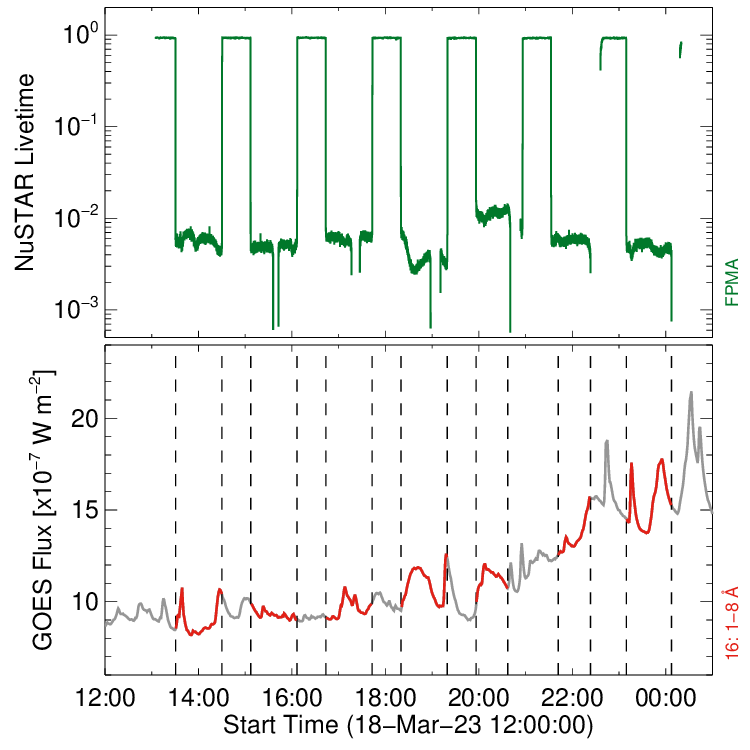 10⁰
10⁻¹
10⁻²
10⁻³
NuSTAR Livetime
FPMA
20
15
10
GOES Flux [x10⁻⁷ W m⁻²]
16: 1−8 Å
12:00 14:00 16:00 18:00 20:00 22:00 00:00
Start Time (18−Mar−23 12:00:00)